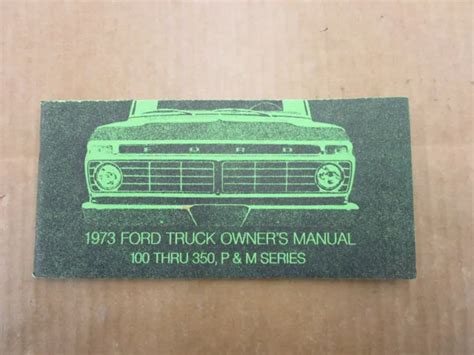 FORD
1973 FORD TRUCK OWNER'S MANUAL
100 THRU 350, P & M SERIES